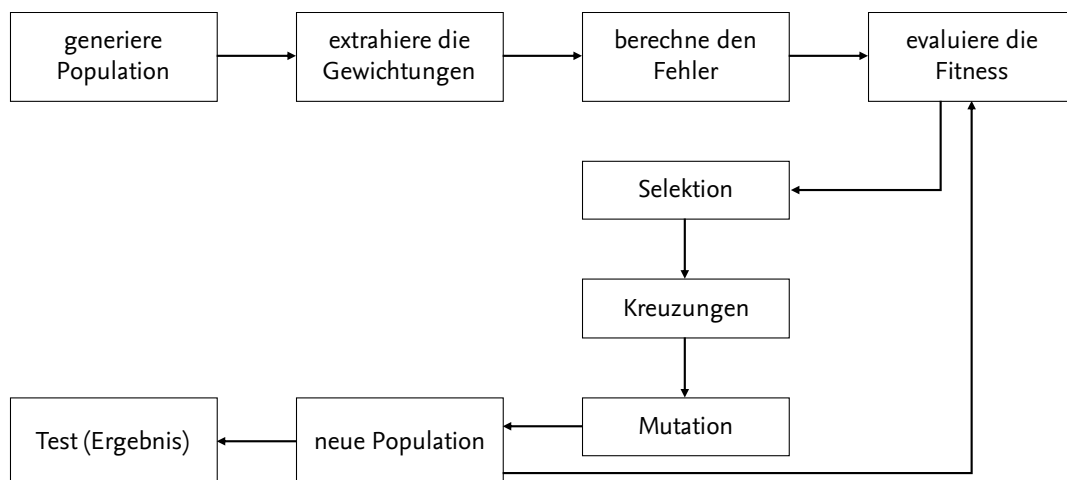 generiere
Population
extrahiere die
Gewichtungen
berechne den
Fehler
evaluiere die
Fitness
Selektion
Kreuzungen
Mutation
neue Population
Test (Ergebnis)